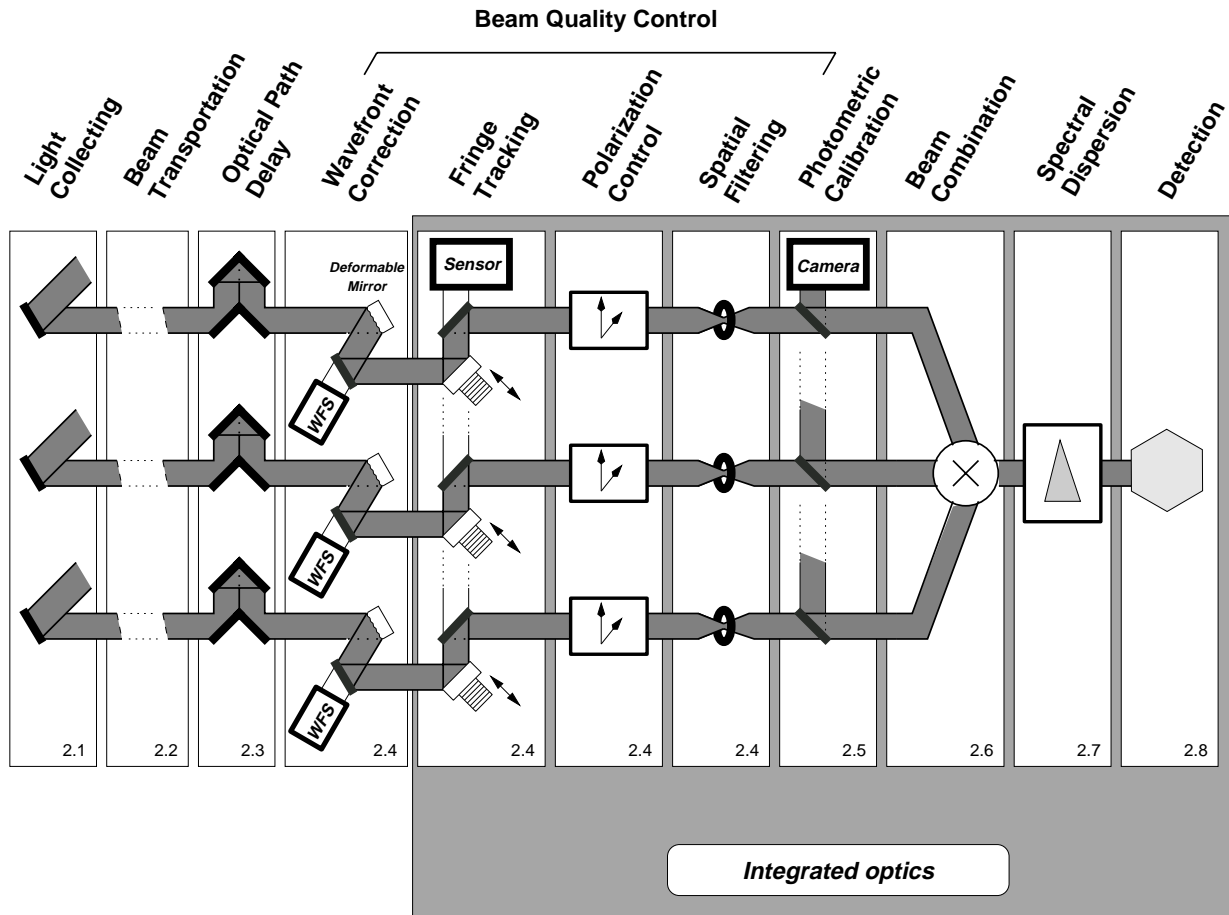 Beam Quality Control
Light
Collecting
Beam
Transportation
Optical Path
Delay
Wavefront
Correction
Fringe
Tracking
Polarization
Control
Spatial
Filtering
Photometric
Calibration
Beam
Combination
Spectral
Dispersion
Detection
Deformable
Mirror
Sensor
Camera
WFS
WFS
WFS
2.1
2.2
2.3
2.4
2.4
2.4
2.4
2.5
2.6
2.7
2.8
Integrated optics